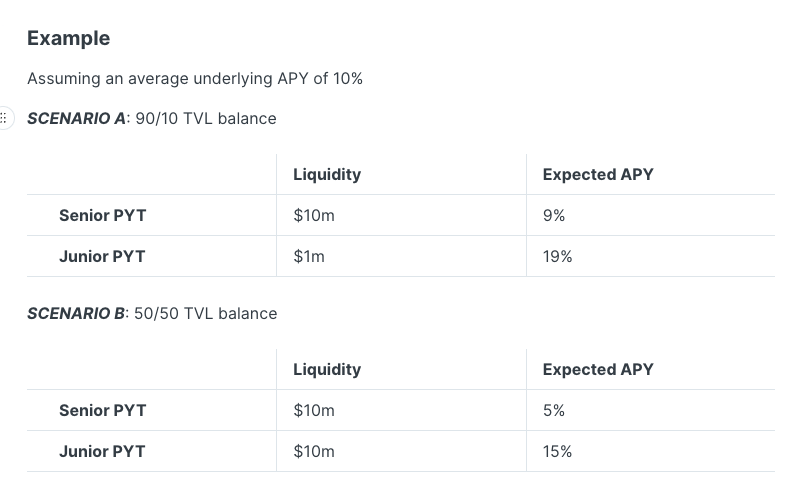 Example
Assuming an average underlying APY of 10%
SCENARIO A: 90/10 TVL balance
Liquidity Expected APY
Senior PYT $10m 9%
Junior PYT $1m 19%
SCENARIO B: 50/50 TVL balance
Liquidity Expected APY
Senior PYT $10m 5%
Junior PYT $10m 15%